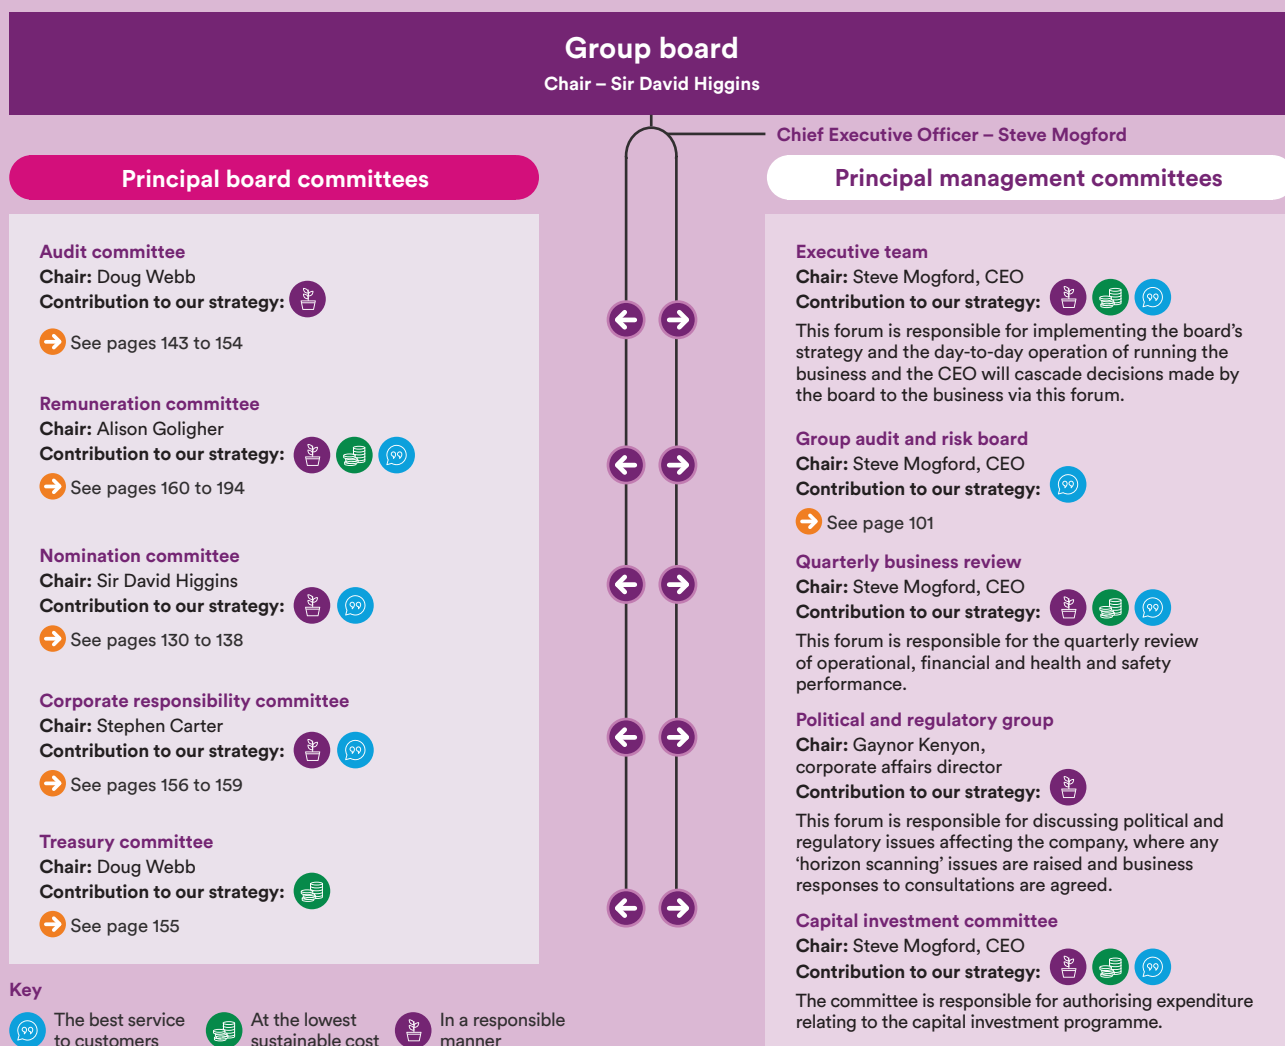 Group board
Chair – Sir David Higgins
Chief Executive Officer – Steve Mogford
Principal board committees
Audit committee
Chair: Doug Webb
Contribution to our strategy:
See pages 143 to 154
Remuneration committee
Chair: Alison Goligher
Contribution to our strategy:
See pages 160 to 194
Nomination committee
Chair: Sir David Higgins
Contribution to our strategy:
See pages 130 to 138
Corporate responsibility committee
Chair: Stephen Carter
Contribution to our strategy:
See pages 156 to 159
Treasury committee
Chair: Doug Webb
Contribution to our strategy:
See page 155
Principal management committees
Executive team
Chair: Steve Mogford, CEO
Contribution to our strategy:
This forum is responsible for implementing the board’s
strategy and the day-to-day operation of running the
business and the CEO will cascade decisions made by
the board to the business via this forum.
Group audit and risk board
Chair: Steve Mogford, CEO
Contribution to our strategy:
See page 101
Quarterly business review
Chair: Steve Mogford, CEO
Contribution to our strategy:
This forum is responsible for the quarterly review
of operational, financial and health and safety
performance.
Political and regulatory group
Chair: Gaynor Kenyon,
corporate affairs director
Contribution to our strategy:
This forum is responsible for discussing political and
regulatory issues affecting the company, where any
‘horizon scanning’ issues are raised and business
responses to consultations are agreed.
Capital investment committee
Chair: Steve Mogford, CEO
Contribution to our strategy:
The committee is responsible for authorising expenditure
relating to the capital investment programme.
Key
The best service
to customers
At the lowest
sustainable cost
In a responsible
manner